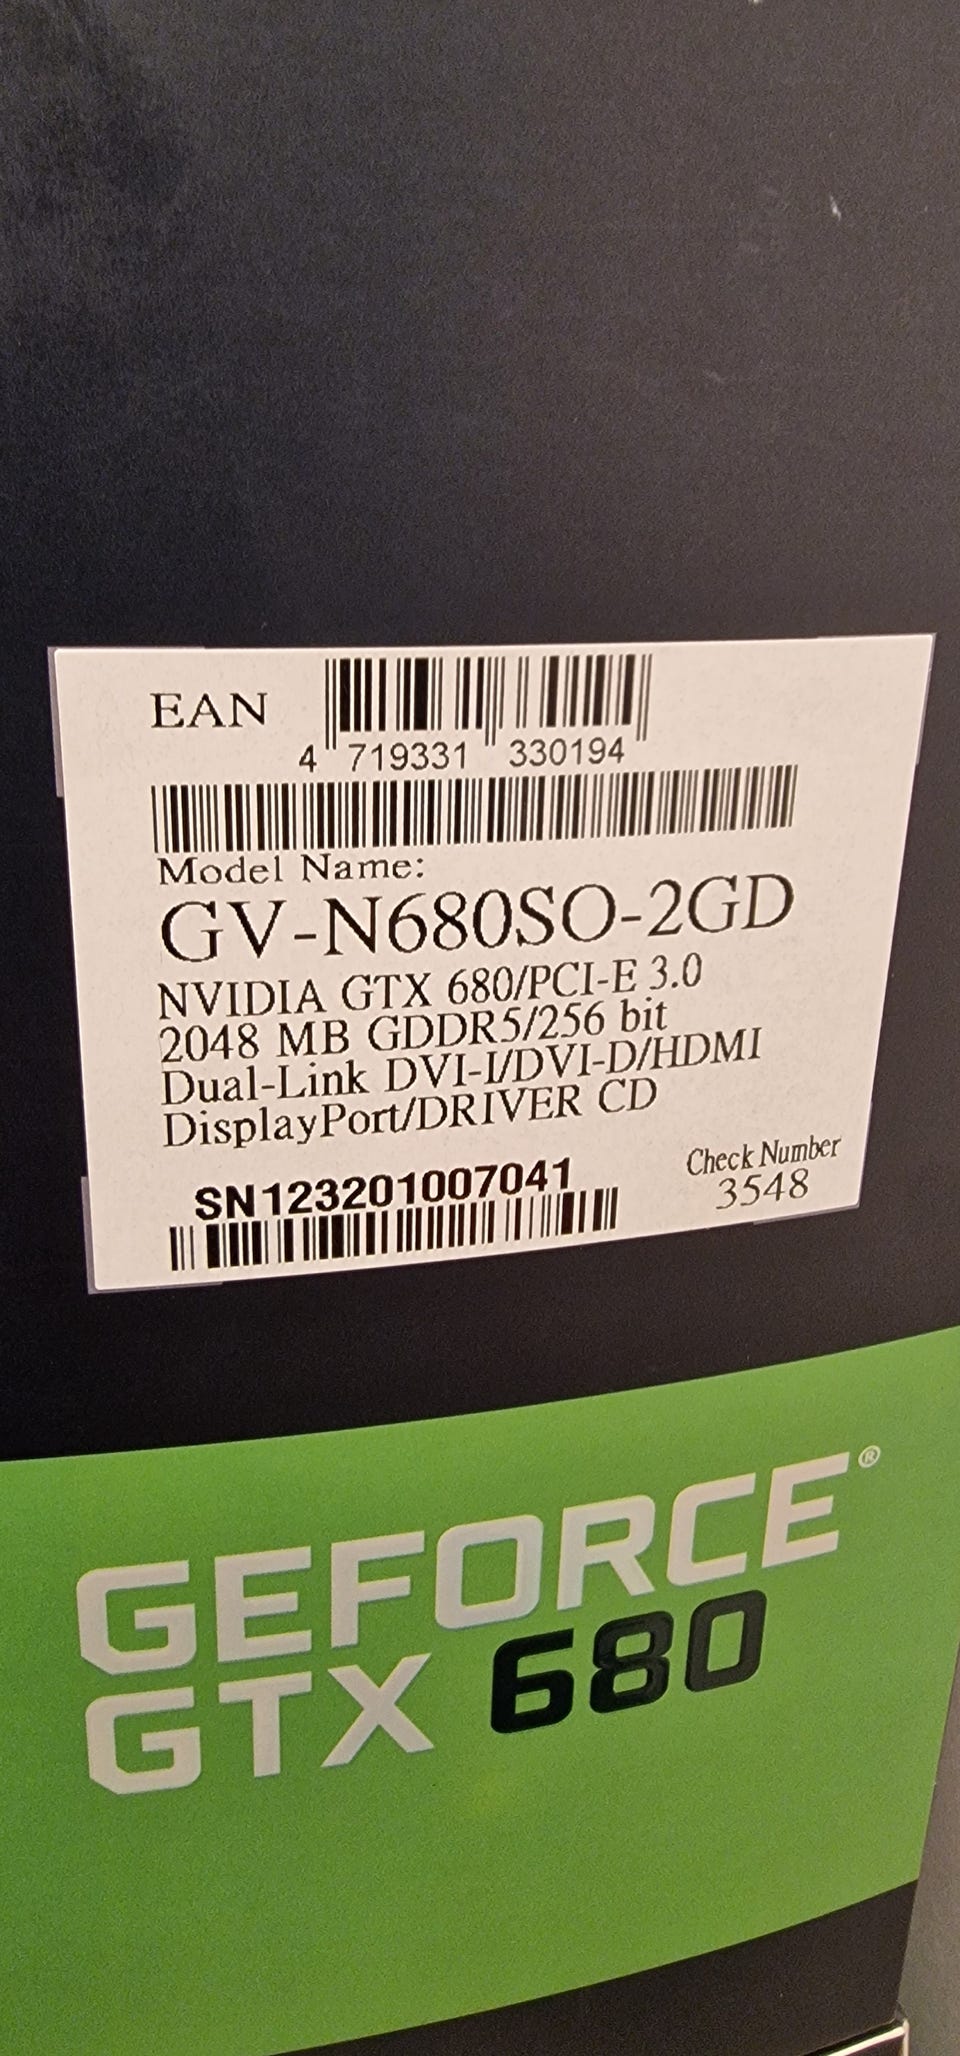 EAN
4 719331 330194
Model Name:
GV-N680SO-2GD
NVIDIA GTX 680/PCI-E 3.0
2048 MB GDDR5/256 bit
Dual-Link DVI-I/DVI-D/HDMI
DisplayPort/DRIVER CD
SN123201007041
Check Number
3548
GEFORCE®
GTX 680